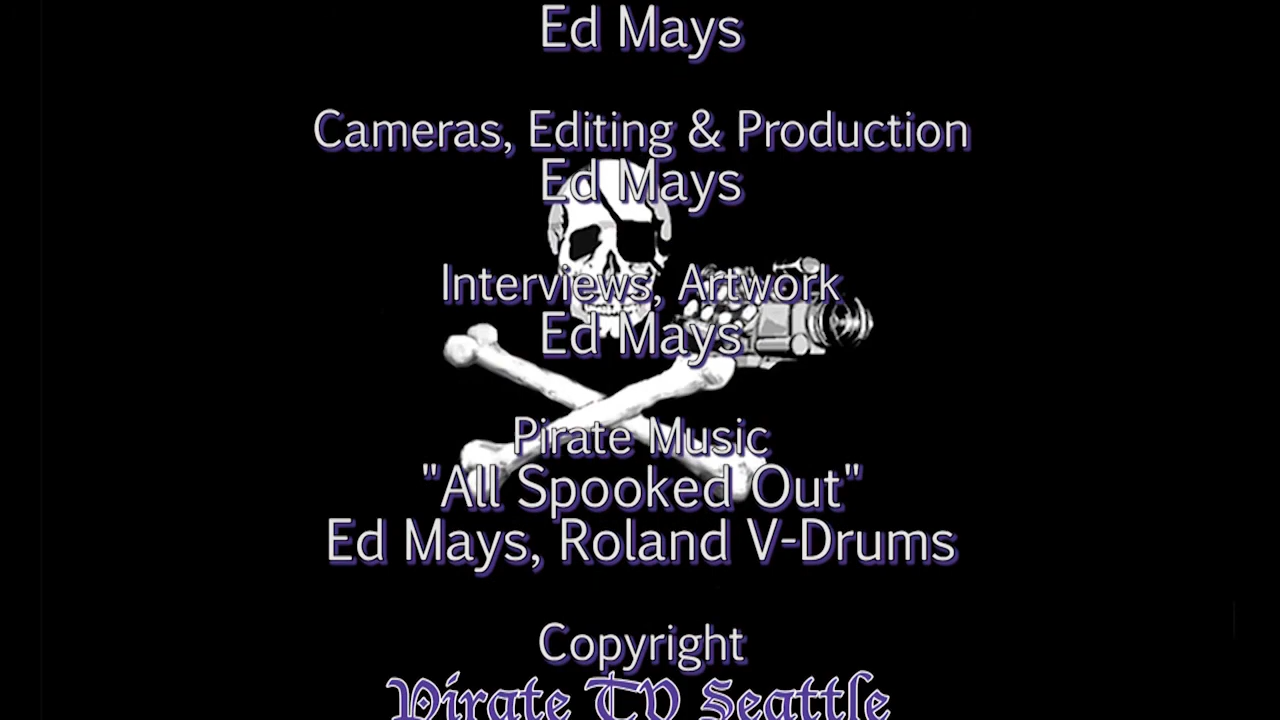 Ed Mays
Cameras, Editing & Production
Ed Mays
Interviews, Artwork
Ed Mays
Pirate Music
"All Spooked Out"
Ed Mays, Roland V-Drums
Copyright
Pirate TV Seattle